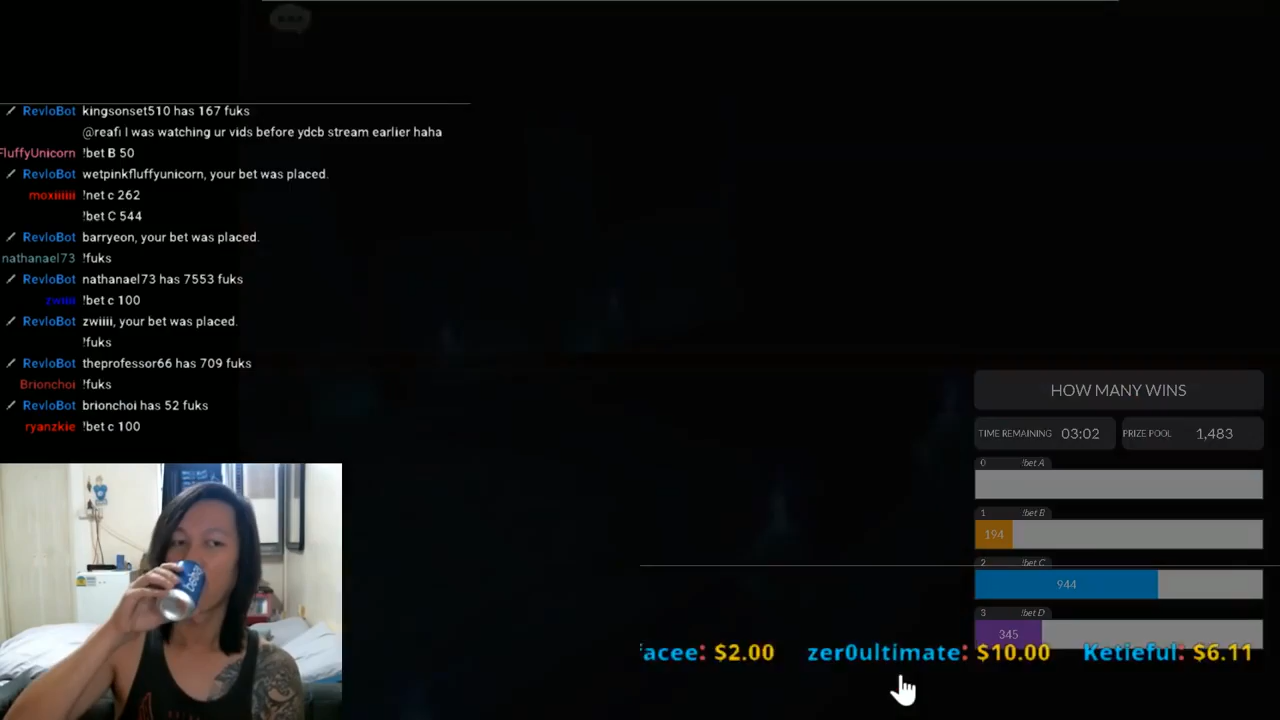 RevloBot kingsonset510 has 167 fuks
@reafi I was watching ur vids before ydcb stream earlier haha
FluffyUnicorn !bet B 50
RevloBot wetpinkfluffyunicorn, your bet was placed.
moxiiiiii !net c 262
!bet C 544
RevloBot barryeon, your bet was placed.
nathanael73 !fuks
RevloBot nathanael73 has 7553 fuks
zwiiii !bet c 100
RevloBot zwiiii, your bet was placed.
!fuks
RevloBot theprofessor66 has 709 fuks
Brionchoi !fuks
RevloBot brionchoi has 52 fuks
ryanzkie !bet c 100
HOW MANY WINS
TIME REMAINING 03:02 PRIZE POOL 1,483
0 !bet A
1 !bet B
194
2 !bet C
944
3 !bet D
345
acee: $2.00 zer0ultimate: $10.00 Ketieful: $6.11